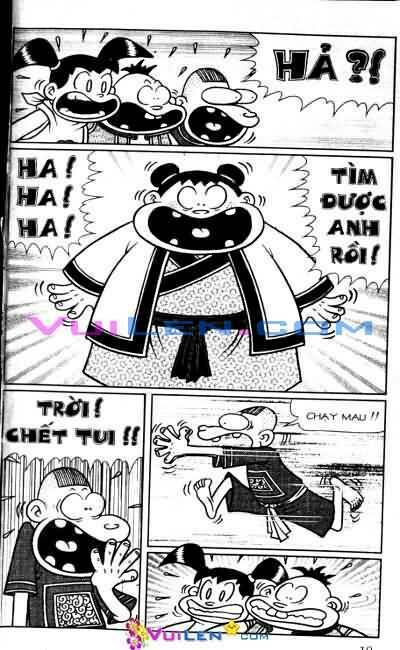 HẢ?!
HA!
HA!
HA!
TÌM
ĐƯỢC
ANH
RỒI!
VUILEN.COM
TRỜI!
CHẾT TUI!!
CHẠY MAU!!
VUILEN
.COM